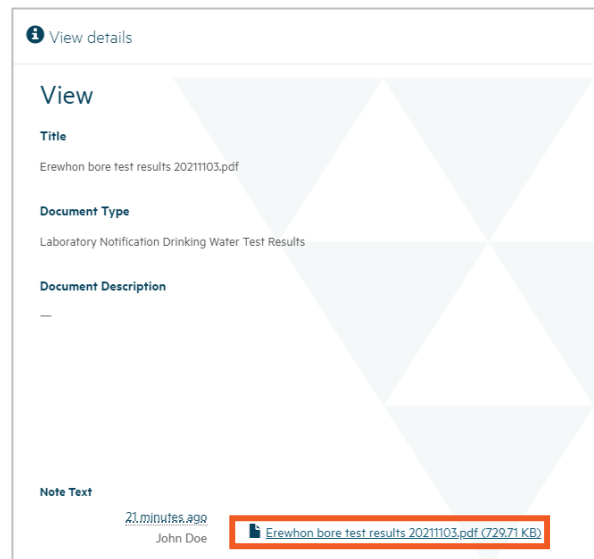 View details
View
Title
Erewhon bore test results 20211103.pdf
Document Type
Laboratory Notification Drinking Water Test Results
Document Description
—
Note Text
21 minutes ago
John Doe
Erewhon bore test results 20211103.pdf (729.71 KB)